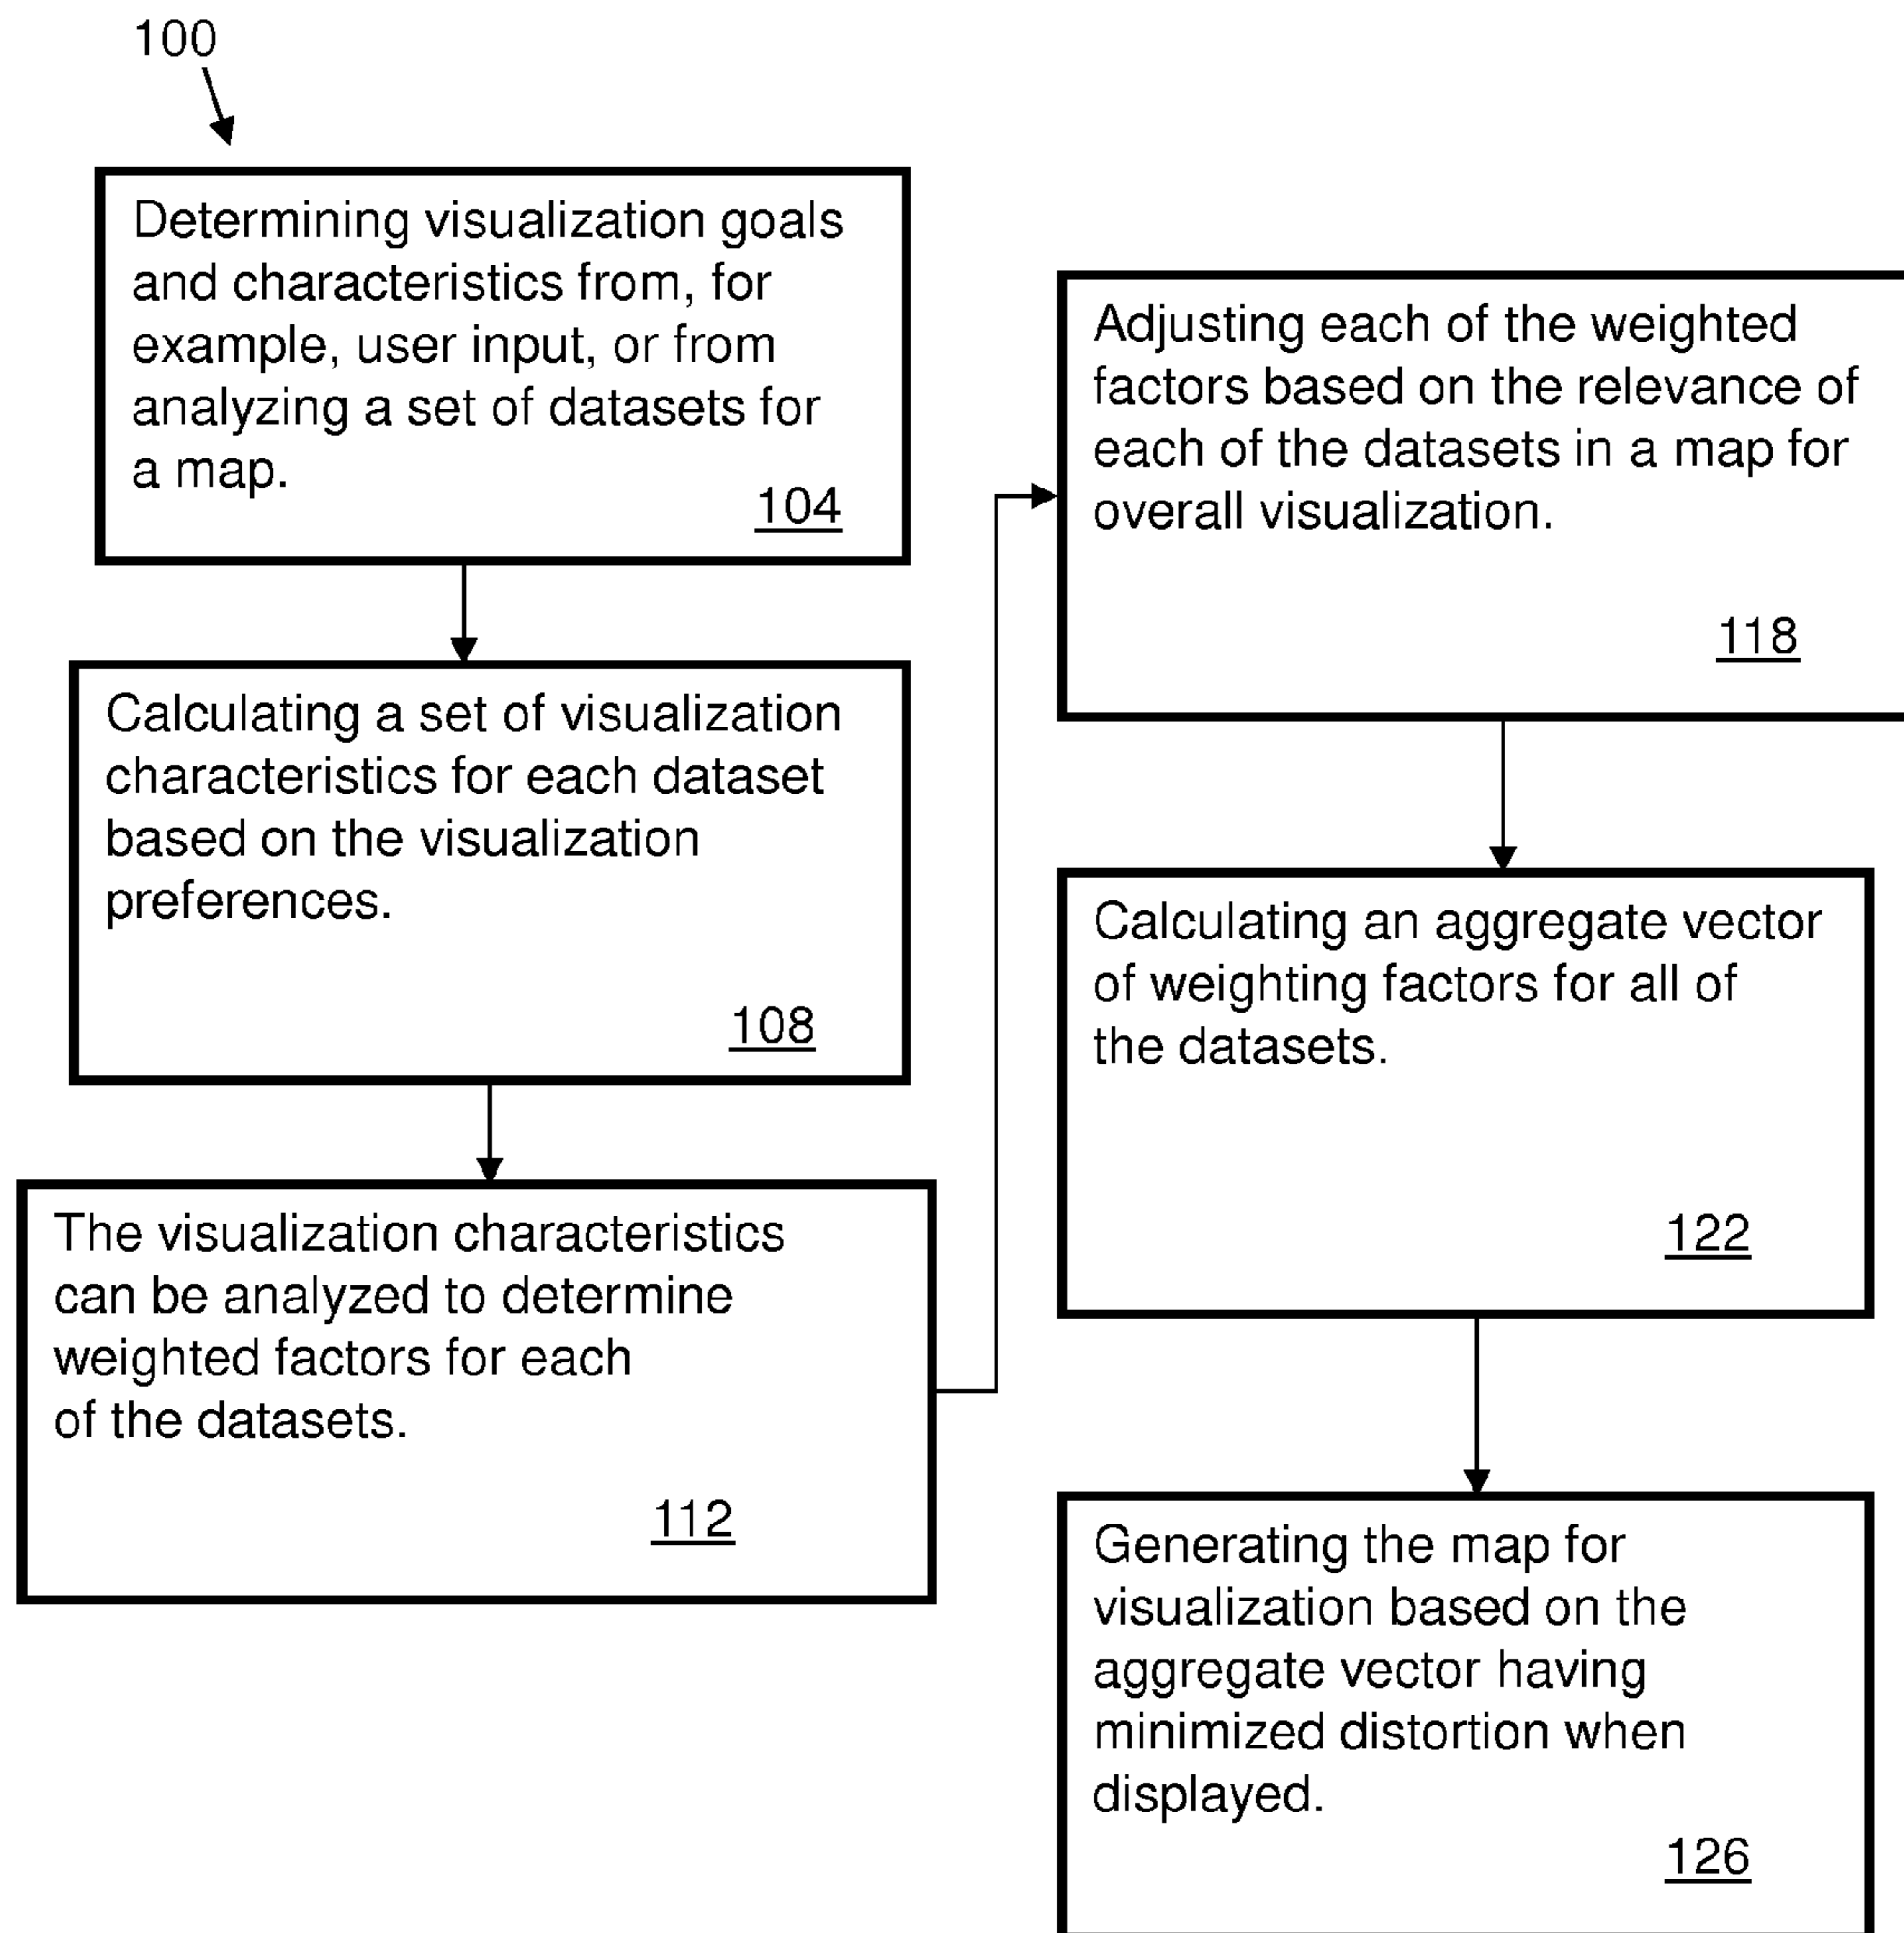 100
Determining visualization goals
and characteristics from, for
example, user input, or from
analyzing a set of datasets for
a map.
104
Calculating a set of visualization
characteristics for each dataset
based on the visualization
preferences.
108
The visualization characteristics
can be analyzed to determine
weighted factors for each
of the datasets.
112
Adjusting each of the weighted
factors based on the relevance of
each of the datasets in a map for
overall visualization.
118
Calculating an aggregate vector
of weighting factors for all of
the datasets.
122
Generating the map for
visualization based on the
aggregate vector having
minimized distortion when
displayed.
126